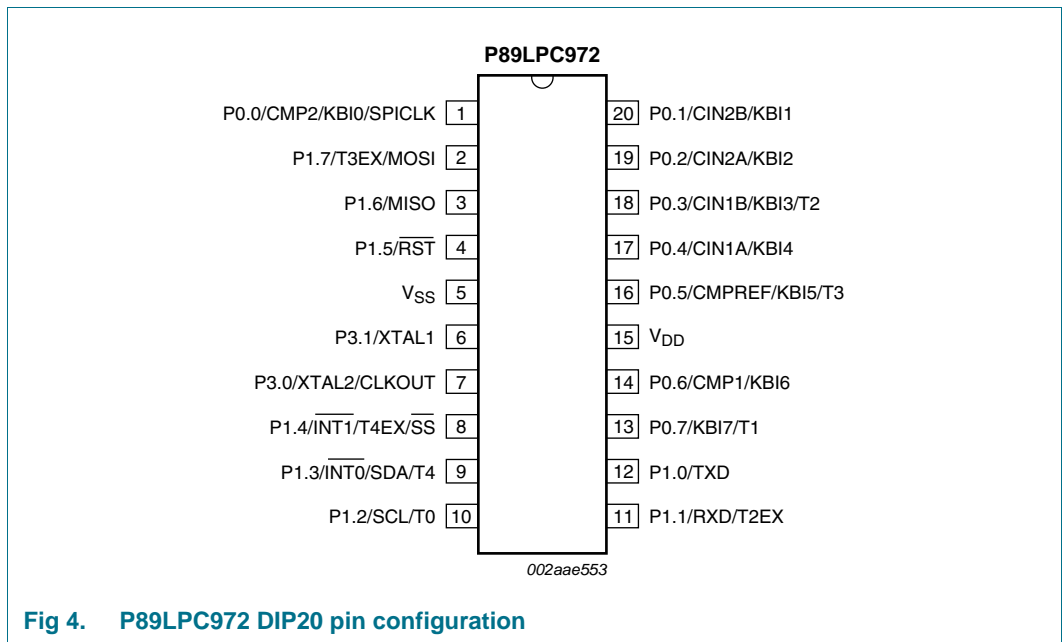 P89LPC972
P0.0/CMP2/KBI0/SPICLK 1 20 P0.1/CIN2B/KBI1
P1.7/T3EX/MOSI 2 19 P0.2/CIN2A/KBI2
P1.6/MISO 3 18 P0.3/CIN1B/KBI3/T2
P1.5/RST 4 17 P0.4/CIN1A/KBI4
VSS 5 16 P0.5/CMPREF/KBI5/T3
P3.1/XTAL1 6 15 VDD
P3.0/XTAL2/CLKOUT 7 14 P0.6/CMP1/KBI6
P1.4/INT1/T4EX/SS 8 13 P0.7/KBI7/T1
P1.3/INT0/SDA/T4 9 12 P1.0/TXD
P1.2/SCL/T0 10 11 P1.1/RXD/T2EX
002aae553
Fig 4. P89LPC972 DIP20 pin configuration